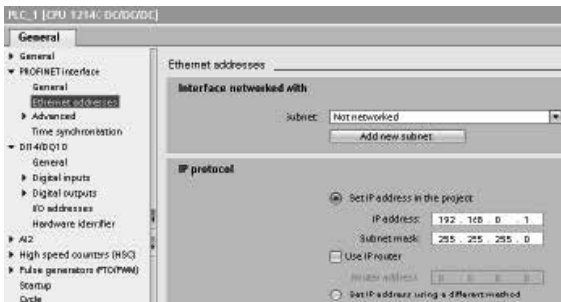 PLC_1 [CPU 1214C DC/DC/DC]
General
General
PROFINET interface
General
Ethernet addresses
Advanced
Time synchronisation
DI14/DQ10
General
Digital inputs
Digital outputs
I/O addresses
Hardware identifier
AI2
High speed counters (HSC)
Pulse generators (PTO/PWM)
Startup
Cycle
Ethernet addresses
Interface networked with
Subnet: Not networked
Add new subnet
IP protocol
Set IP address in the project
IP address: 192 . 168 . 0 . 1
Subnet mask: 255 . 255 . 255 . 0
Use IP router
Router address 0 . 0 . 0 . 0
Set IP address using a different method